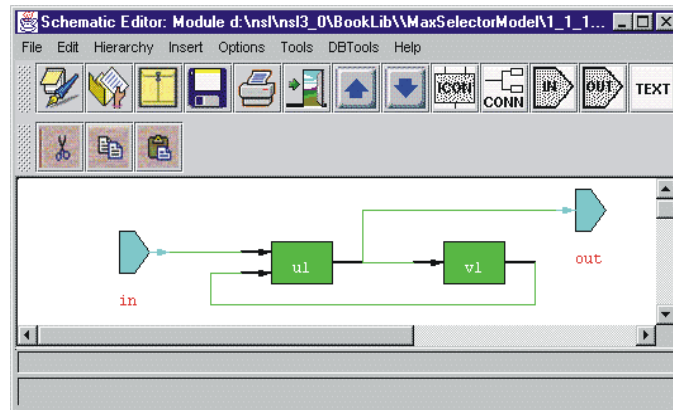 Schematic Editor: Module d:\nsl\nsl3_0\BookLib\\MaxSelectorModel\1_1_1...
File Edit Hierarchy Insert Options Tools DBTools Help
ICON CONN IN OUT TEXT
u1 v1 out
in